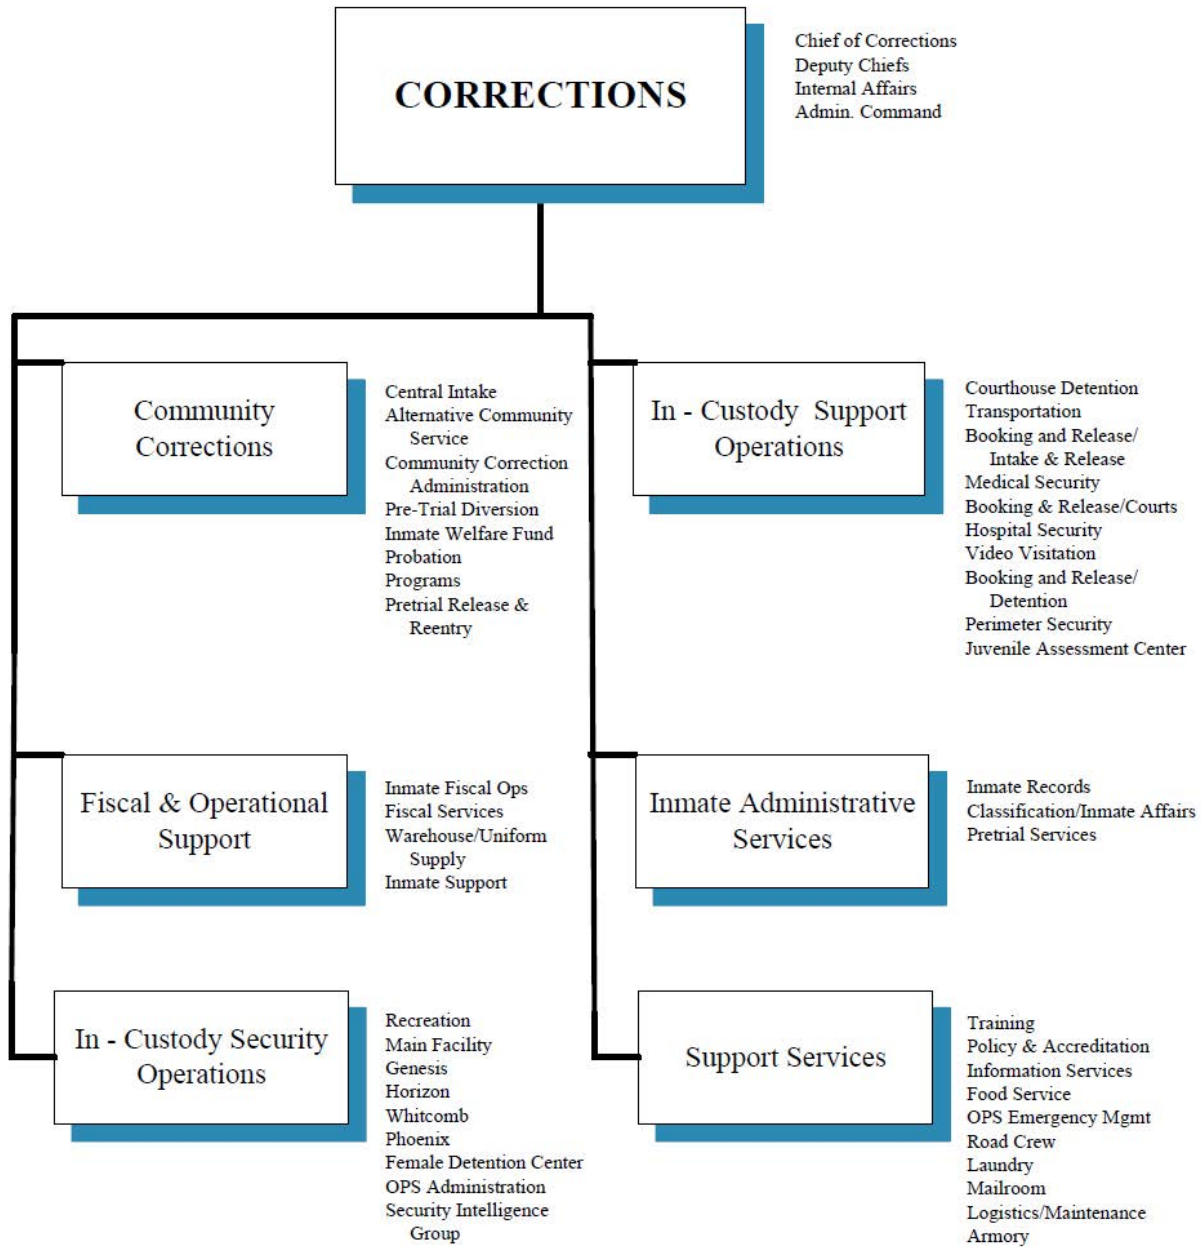 CORRECTIONS
Chief of Corrections
Deputy Chiefs
Internal Affairs
Admin. Command
Community
Corrections
Central Intake
Alternative Community
Service
Community Correction
Administration
Pre-Trial Diversion
Inmate Welfare Fund
Probation
Programs
Pretrial Release &
Reentry
In - Custody Support
Operations
Courthouse Detention
Transportation
Booking and Release/
Intake & Release
Medical Security
Booking & Release/Courts
Hospital Security
Video Visitation
Booking and Release/
Detention
Perimeter Security
Juvenile Assessment Center
Fiscal & Operational
Support
Inmate Fiscal Ops
Fiscal Services
Warehouse/Uniform
Supply
Inmate Support
Inmate Administrative
Services
Inmate Records
Classification/Inmate Affairs
Pretrial Services
In - Custody Security
Operations
Recreation
Main Facility
Genesis
Horizon
Whitcomb
Phoenix
Female Detention Center
OPS Administration
Security Intelligence
Group
Support Services
Training
Policy & Accreditation
Information Services
Food Service
OPS Emergency Mgmt
Road Crew
Laundry
Mailroom
Logistics/Maintenance
Armory